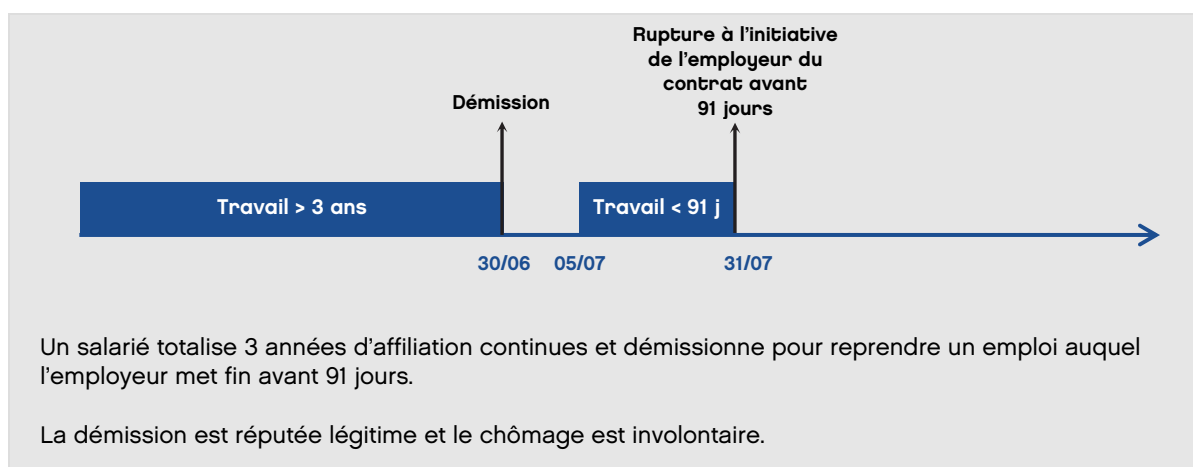 Rupture à l'initiative
de l'employeur du
contrat avant
91 jours
Démission
Travail > 3 ans
Travail < 91 j
30/06
05/07
31/07
Un salarié totalise 3 années d'affiliation continues et démissionne pour reprendre un emploi auquel
l'employeur met fin avant 91 jours.
La démission est réputée légitime et le chômage est involontaire.